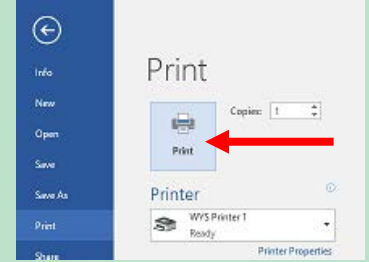 Info
New
Open
Save
Save As
Print
Share
Print
Copies: 1
Print
Printer
WYS Printer 1
Ready
Printer Properties